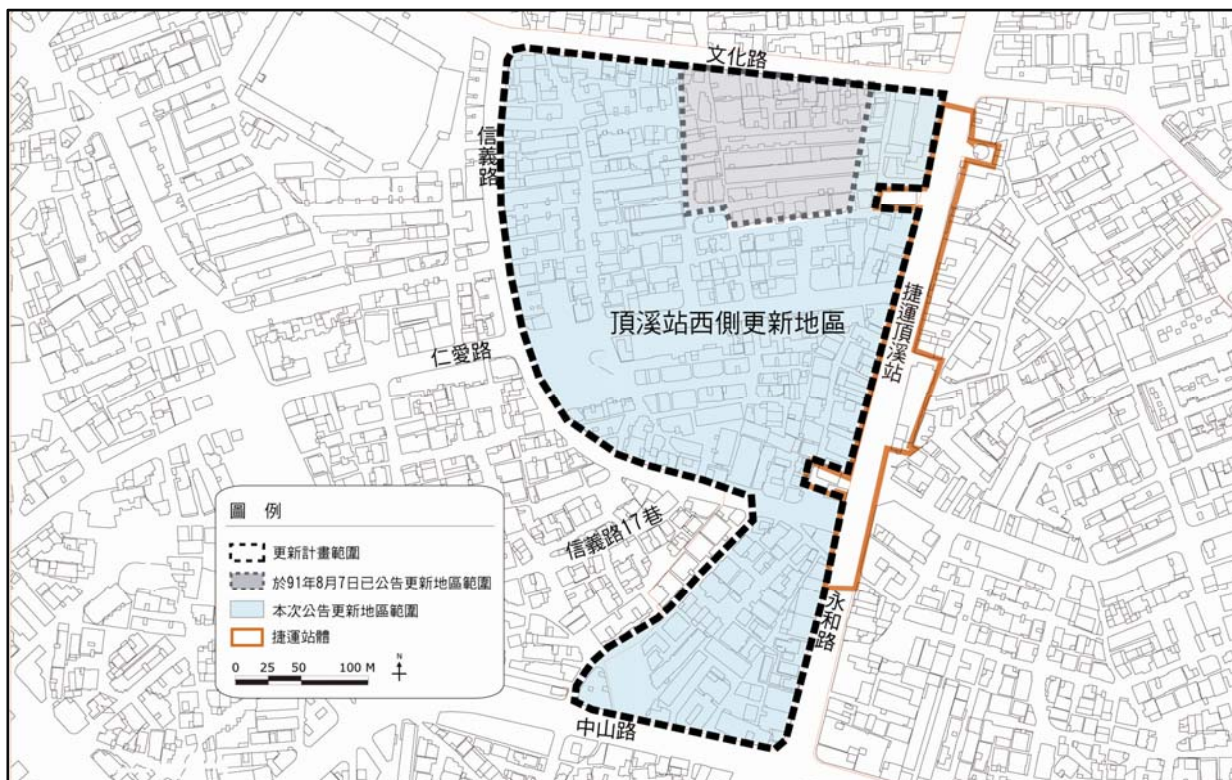 文化路
信義路
頂溪站西側更新地區
捷運頂溪站
仁愛路
信義路17巷
永和路
中山路
圖 例
更新計畫範圍
於91年8月7日已公告更新地區範圍
本次公告更新地區範圍
捷運站體
0 25 50 100 M
N